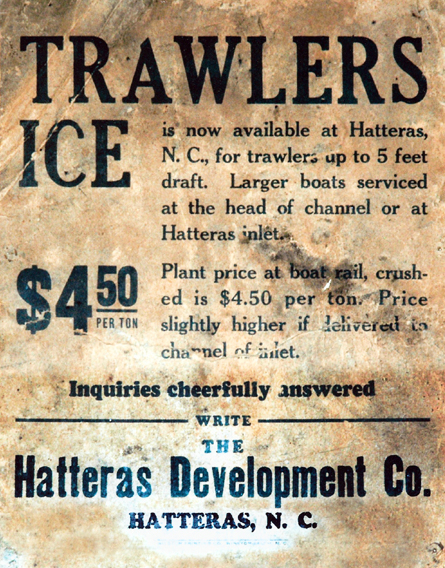 TRAWLERS
ICE
is now available at Hatteras,
N. C., for trawlers up to 5 feet
draft. Larger boats serviced
at the head of channel or at
Hatteras inlet.
$4.50
PER TON
Plant price at boat rail, crush-
ed is $4.50 per ton. Price
slightly higher if delivered to
channel of inlet.
Inquiries cheerfully answered
WRITE
THE
Hatteras Development Co.
HATTERAS, N. C.